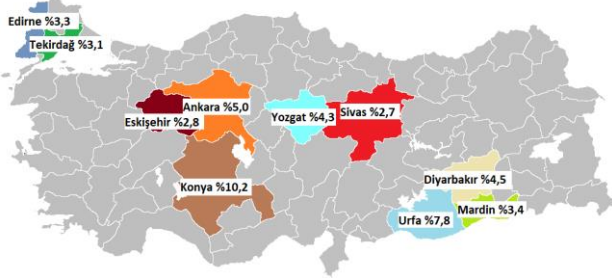 Edirne %3,3
Tekirdağ %3,1
Ankara %5,0
Eskişehir %2,8
Yozgat %4,3
Sivas %2,7
Konya %10,2
Diyarbakır %4,5
Mardin %3,4
Urfa %7,8